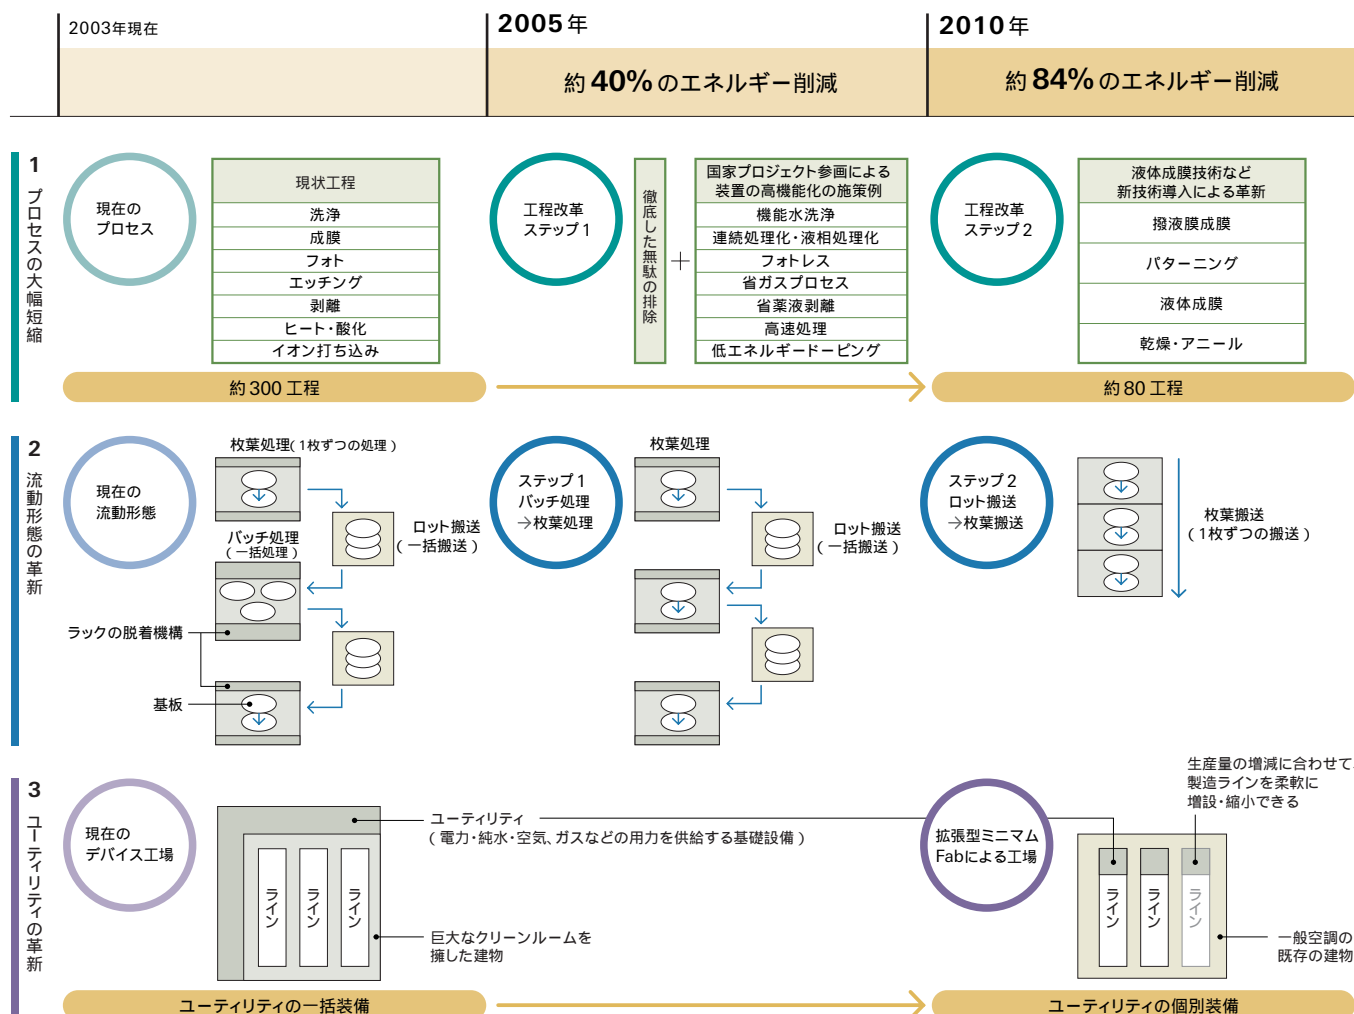 2003年現在
2005年
2010年
約40%のエネルギー削減
約84%のエネルギー削減
1 プロセスの大幅短縮
現在の
プロセス
現状工程
洗浄
成膜
フォト
エッチング
剥離
ヒート・酸化
イオン打ち込み
約300工程
工程改革
ステップ1
徹底した無駄の排除
+
国家プロジェクト参画による
装置の高機能化の施策例
機能水洗浄
連続処理化・液相処理化
フォトレス
省ガスプロセス
省薬液剥離
高速処理
低エネルギードーピング
工程改革
ステップ2
液体成膜技術など
新技術導入による革新
撥液膜成膜
パターニング
液体成膜
乾燥・アニール
約80工程
2 流動形態の革新
現在の
流動形態
枚葉処理(1枚ずつの処理)
バッチ処理
(一括処理)
ロット搬送
(一括搬送)
ラックの脱着機構
基板
ステップ1
バッチ処理
→枚葉処理
枚葉処理
ロット搬送
(一括搬送)
ステップ2
ロット搬送
→枚葉搬送
枚葉搬送
(1枚ずつの搬送)
3 ユーティリティの革新
現在の
デバイス工場
ライン
ライン
ライン
ユーティリティ
(電力・純水・空気、ガスなどの用力を供給する基礎設備)
巨大なクリーンルームを
擁した建物
ユーティリティの一括装備
拡張型ミニマム
Fabによる工場
生産量の増減に合わせて、
製造ラインを柔軟に
増設・縮小できる
ライン
ライン
ライン
一般空調の
既存の建物
ユーティリティの個別装備